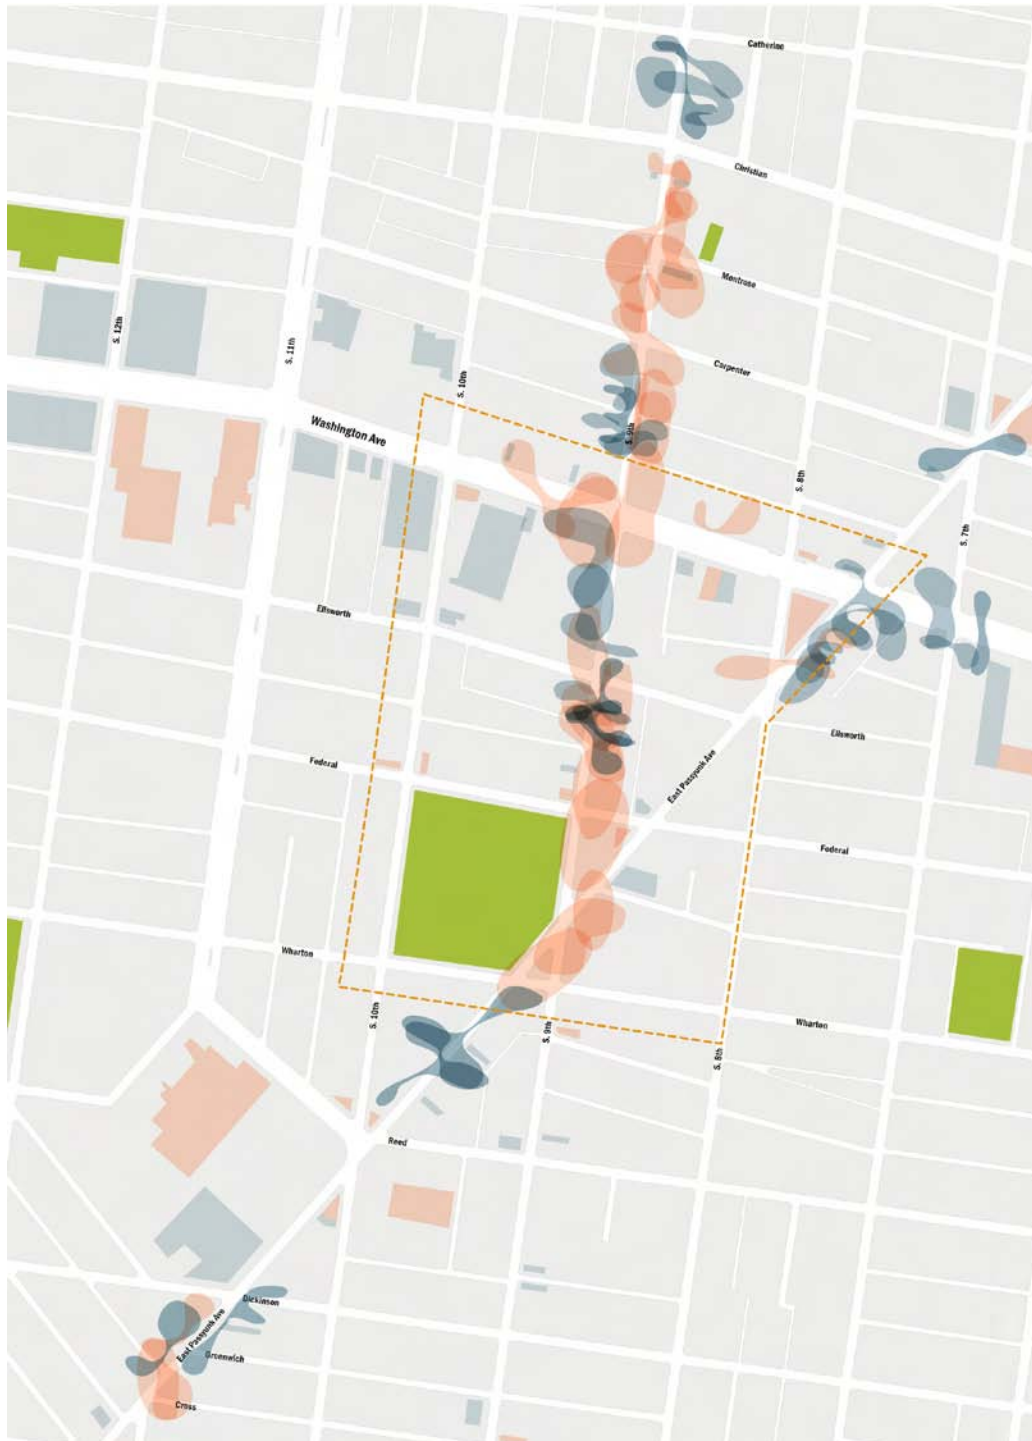 Catherine
Christian
Montrose
S. 12th
S. 11th
S. 10th
Carpenter
Washington Ave
S. 9th
S. 8th
S. 7th
Ellsworth
Ellsworth
Federal
East Passyunk Ave
Federal
Wharton
S. 10th
S. 9th
Wharton
S. 8th
Reed
Dickinson
East Passyunk Ave
Greenwich
Cross